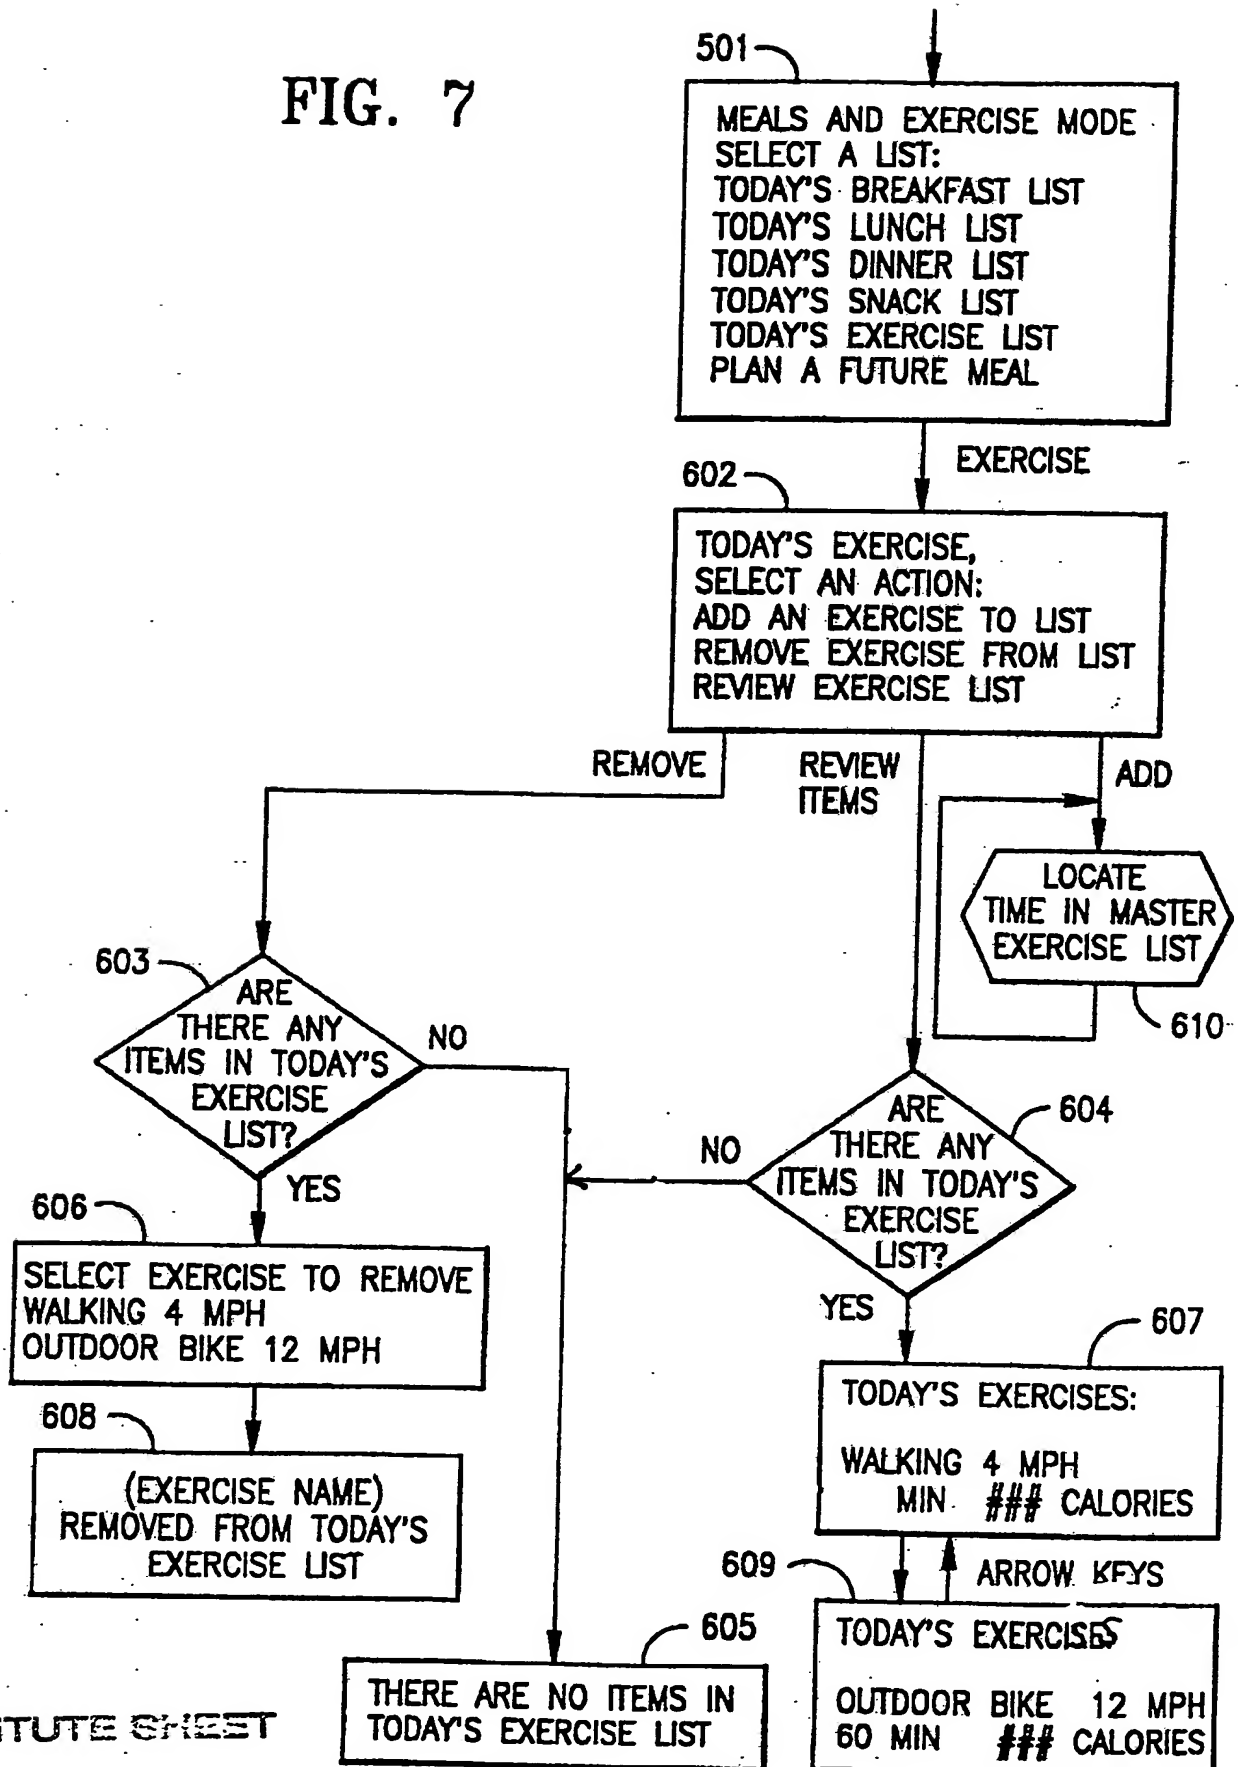 FIG. 7
501
MEALS AND EXERCISE MODE
SELECT A LIST:
TODAY'S BREAKFAST LIST
TODAY'S LUNCH LIST
TODAY'S DINNER LIST
TODAY'S SNACK LIST
TODAY'S EXERCISE LIST
PLAN A FUTURE MEAL
EXERCISE
602
TODAY'S EXERCISE,
SELECT AN ACTION:
ADD AN EXERCISE TO LIST
REMOVE EXERCISE FROM LIST
REVIEW EXERCISE LIST
REMOVE
REVIEW
ITEMS
ADD
LOCATE
TIME IN MASTER
EXERCISE LIST
610
603
ARE
THERE ANY
ITEMS IN TODAY'S
EXERCISE
LIST?
NO
YES
604
ARE
THERE ANY
ITEMS IN TODAY'S
EXERCISE
LIST?
NO
YES
606
SELECT EXERCISE TO REMOVE
WALKING 4 MPH
OUTDOOR BIKE 12 MPH
608
(EXERCISE NAME)
REMOVED FROM TODAY'S
EXERCISE LIST
607
TODAY'S EXERCISES:
WALKING 4 MPH
MIN ### CALORIES
ARROW KEYS
609
TODAY'S EXERCISES
OUTDOOR BIKE 12 MPH
60 MIN ### CALORIES
605
THERE ARE NO ITEMS IN
TODAY'S EXERCISE LIST
ITUTE SHEET